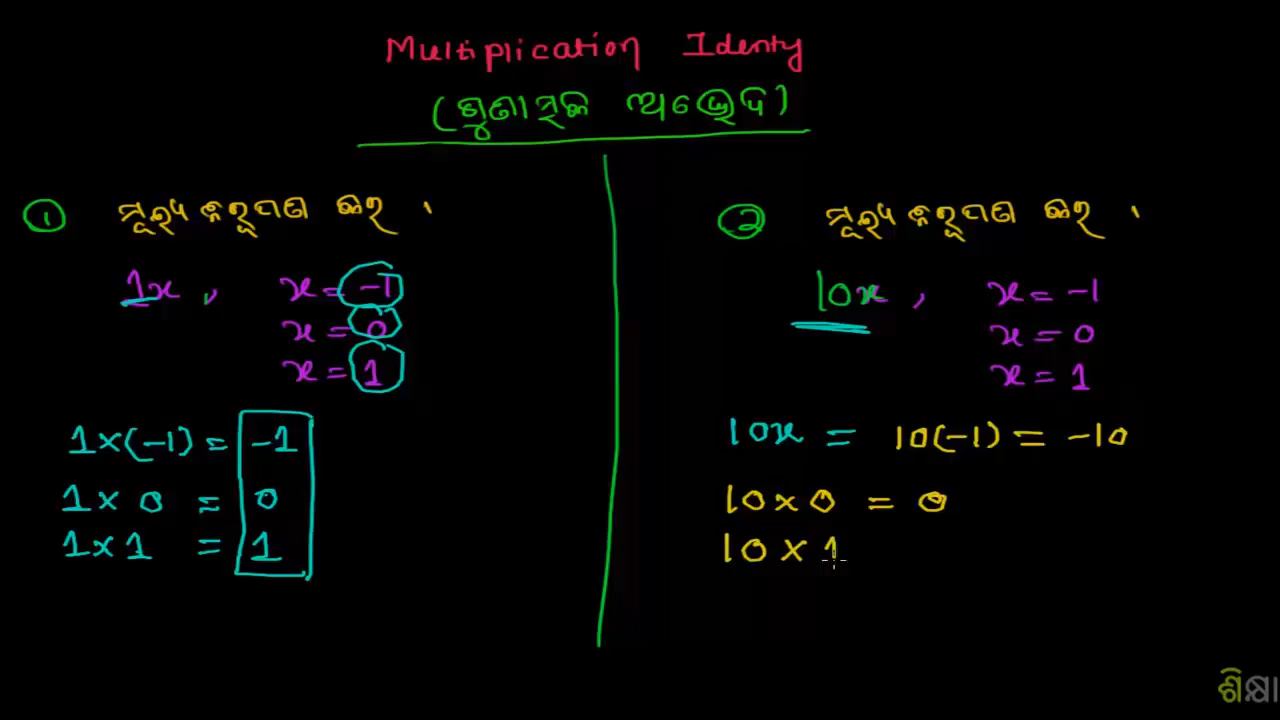 Multiplication Identy
(ଗୁଣାତ୍ମକ ଅଭେଦ)
① ମୂଲ୍ୟ ନିରୂପଣ କର ।
1x , x = -1
x = 0
x = 1
1×(-1) = -1
1 × 0 = 0
1 × 1 = 1
② ମୂଲ୍ୟ ନିରୂପଣ କର ।
10x , x = -1
x = 0
x = 1
10x = 10(-1) = -10
10 × 0 = 0
10 × 1
ଶିକ୍ଷା